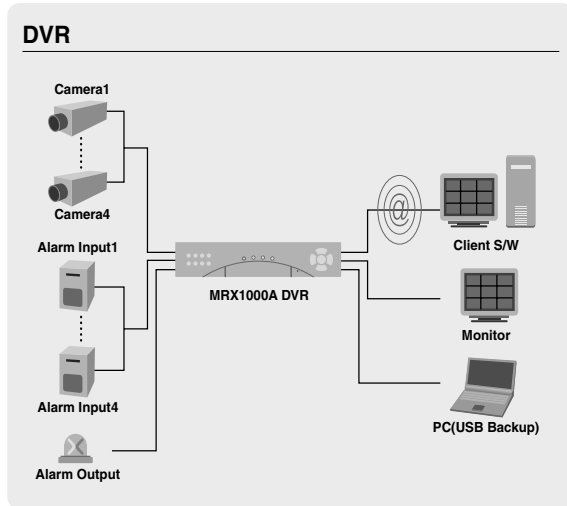 DVR
Camera1
Camera4
Alarm Input1
Alarm Input4
Alarm Output
MRX1000A DVR
@
Client S/W
Monitor
PC(USB Backup)